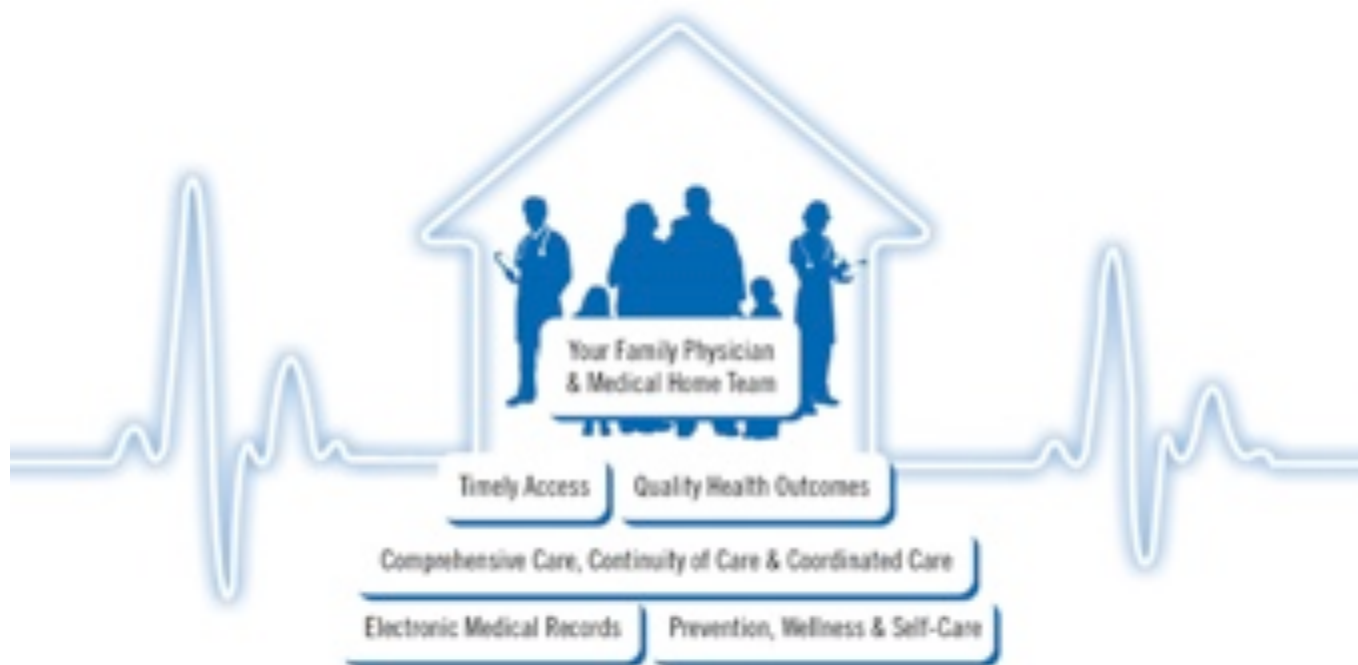 Your Family Physician
& Medical Home Team
Timely Access
Quality Health Outcomes
Comprehensive Care, Continuity of Care & Coordinated Care
Electronic Medical Records
Prevention, Wellness & Self-Care